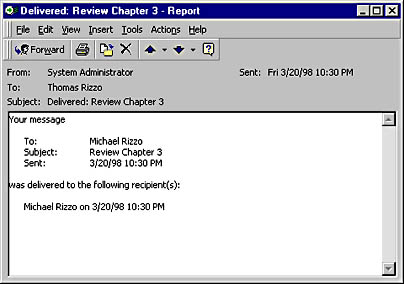 Delivered: Review Chapter 3 - Report
File Edit View Insert Tools Actions Help
Forward
From: System Administrator Sent: Fri 3/20/98 10:30 PM
To: Thomas Rizzo
Subject: Delivered: Review Chapter 3
Your message
To: Michael Rizzo
Subject: Review Chapter 3
Sent: 3/20/98 10:30 PM
was delivered to the following recipient(s):
Michael Rizzo on 3/20/98 10:30 PM